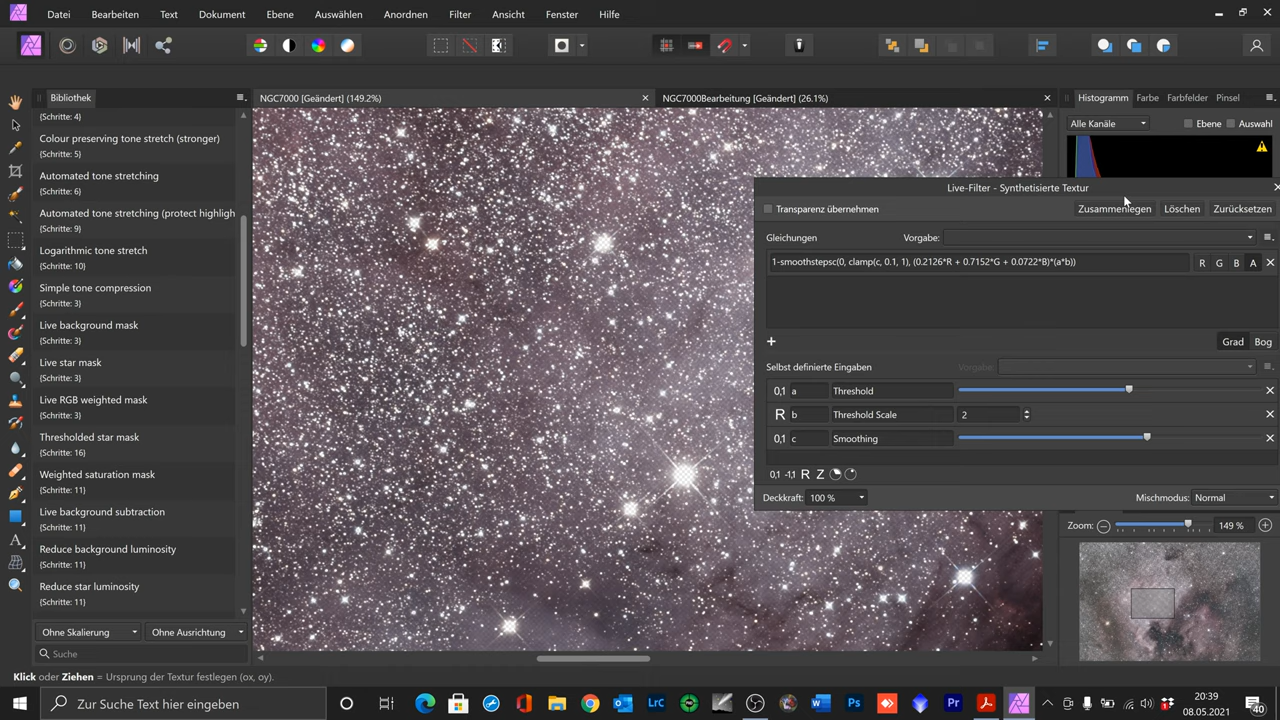 Datei Bearbeiten Text Dokument Ebene Auswählen Anordnen Filter Ansicht Fenster Hilfe
Bibliothek
NGC7000 [Geändert] (149.2%)
NGC7000Bearbeitung [Geändert] (26.1%)
Histogramm Farbe Farbfelder Pinsel
(Schritte: 4)
Colour preserving tone stretch (stronger)
(Schritte: 5)
Automated tone stretching
(Schritte: 6)
Automated tone stretching (protect highligh
(Schritte: 9)
Logarithmic tone stretch
(Schritte: 10)
Simple tone compression
(Schritte: 3)
Live background mask
(Schritte: 3)
Live star mask
(Schritte: 3)
Live RGB weighted mask
(Schritte: 3)
Thresholded star mask
(Schritte: 16)
Weighted saturation mask
(Schritte: 11)
Live background subtraction
(Schritte: 11)
Reduce background luminosity
(Schritte: 11)
Reduce star luminosity
(Schritte: 11)
Ohne Skalierung
Ohne Ausrichtung
Suche
Alle Kanäle
Ebene
Auswahl
Live-Filter - Synthetisierte Textur
Transparenz übernehmen
Zusammenlegen
Löschen
Zurücksetzen
Gleichungen
Vorgabe:
1-smoothstepsc(0, clamp(c, 0.1, 1), (0.2126*R + 0.7152*G + 0.0722*B)*(a*b))
R G B A
Grad
Bog
Selbst definierte Eingaben
Vorgabe:
0,1 a Threshold
R b Threshold Scale 2
0,1 c Smoothing
0,1 -1,1 R Z
Deckkraft: 100 %
Mischmodus: Normal
Zoom:
149 %
Klick oder Ziehen = Ursprung der Textur festlegen (ox, oy).
Zur Suche Text hier eingeben
LrC
Ps
Pr
20:39
08.05.2021
40